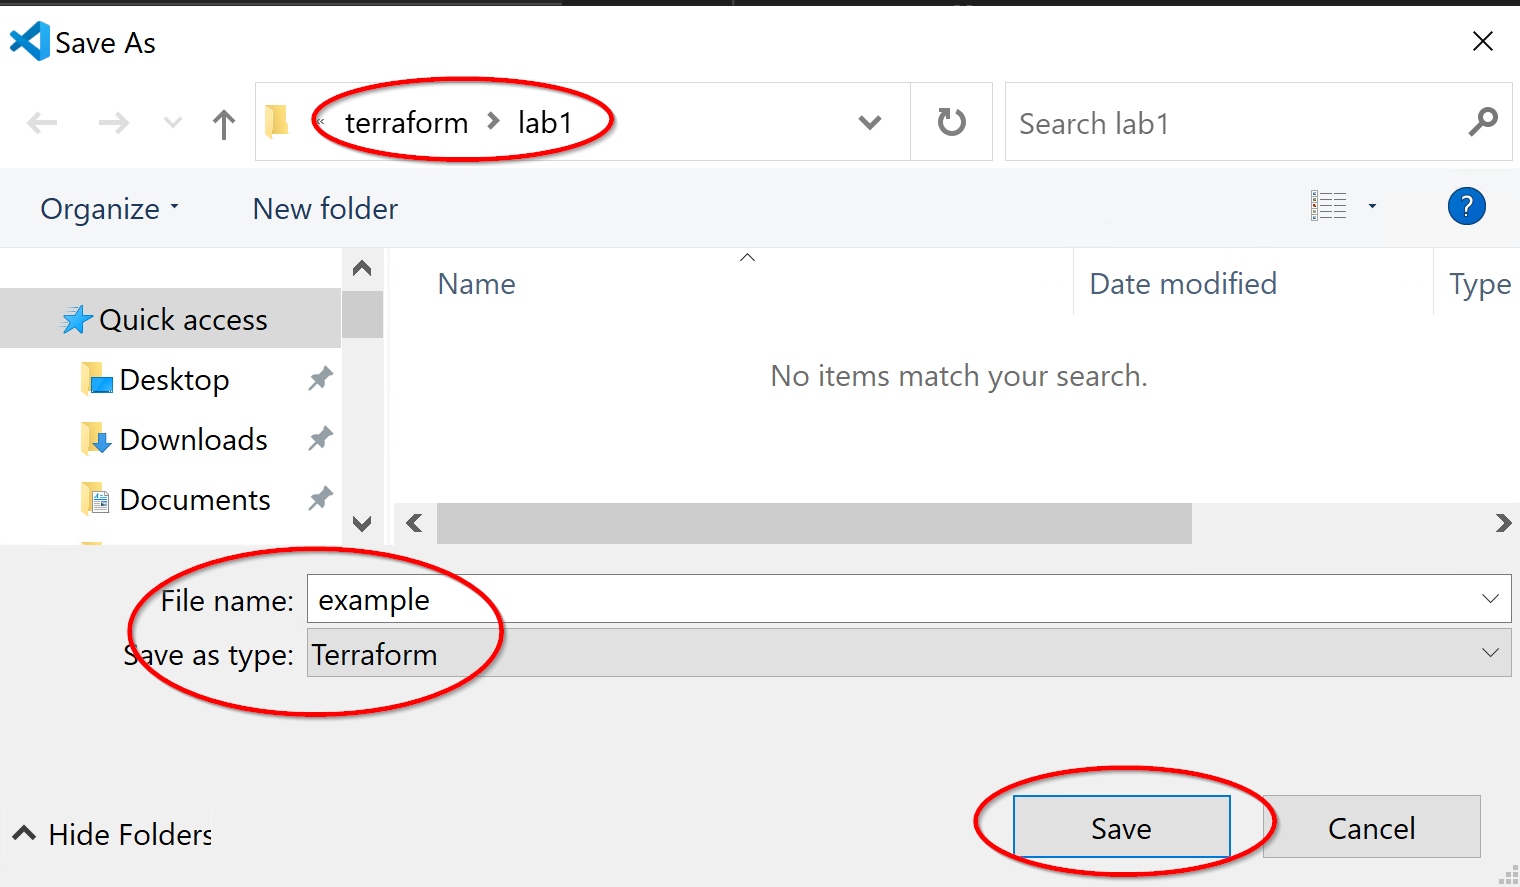 Save As
« terraform > lab1
Search lab1
Organize
New folder
?
Name
Date modified
Type
Quick access
No items match your search.
Desktop
Downloads
Documents
File name: example
Save as type: Terraform
Hide Folders
Save
Cancel